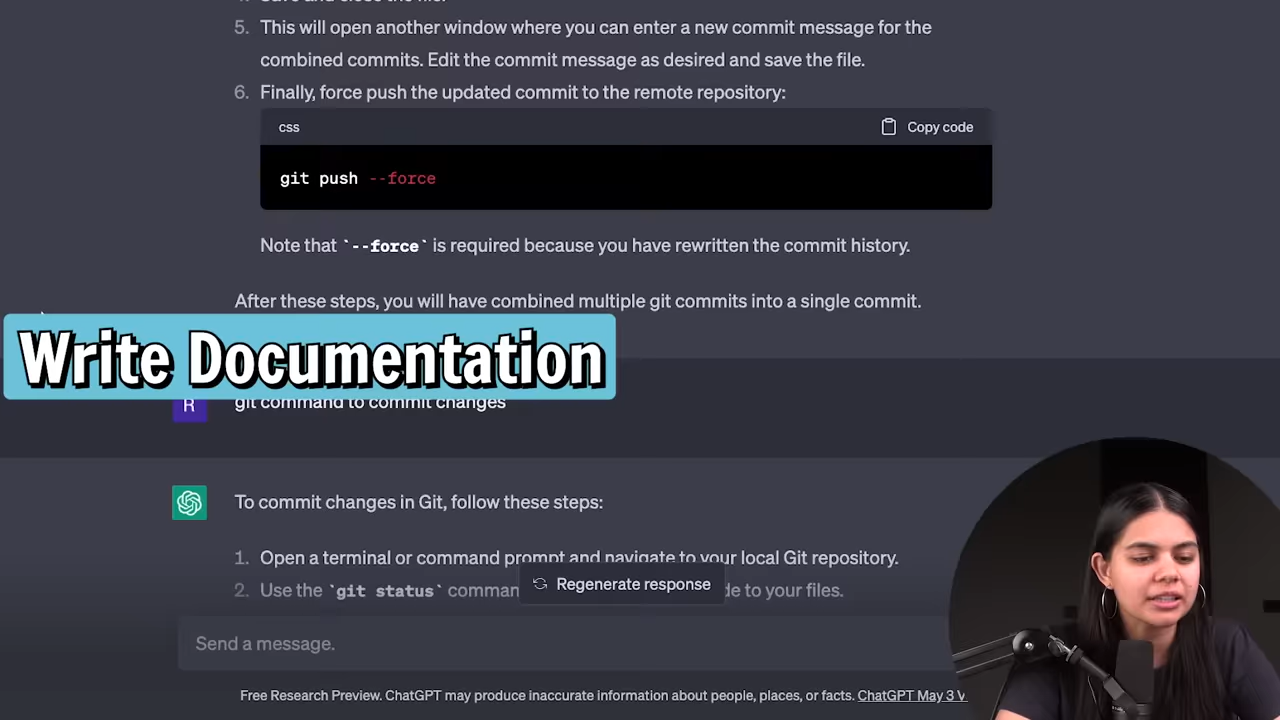 4. Save and close the file.
5. This will open another window where you can enter a new commit message for the
combined commits. Edit the commit message as desired and save the file.
6. Finally, force push the updated commit to the remote repository:
css
Copy code
git push --force
Note that `--force` is required because you have rewritten the commit history.
After these steps, you will have combined multiple git commits into a single commit.
Write Documentation
R
git command to commit changes
To commit changes in Git, follow these steps:
1. Open a terminal or command prompt and navigate to your local Git repository.
2. Use the `git status` comman
de to your files.
Regenerate response
Send a message.
Free Research Preview. ChatGPT may produce inaccurate information about people, places, or facts. ChatGPT May 3 V